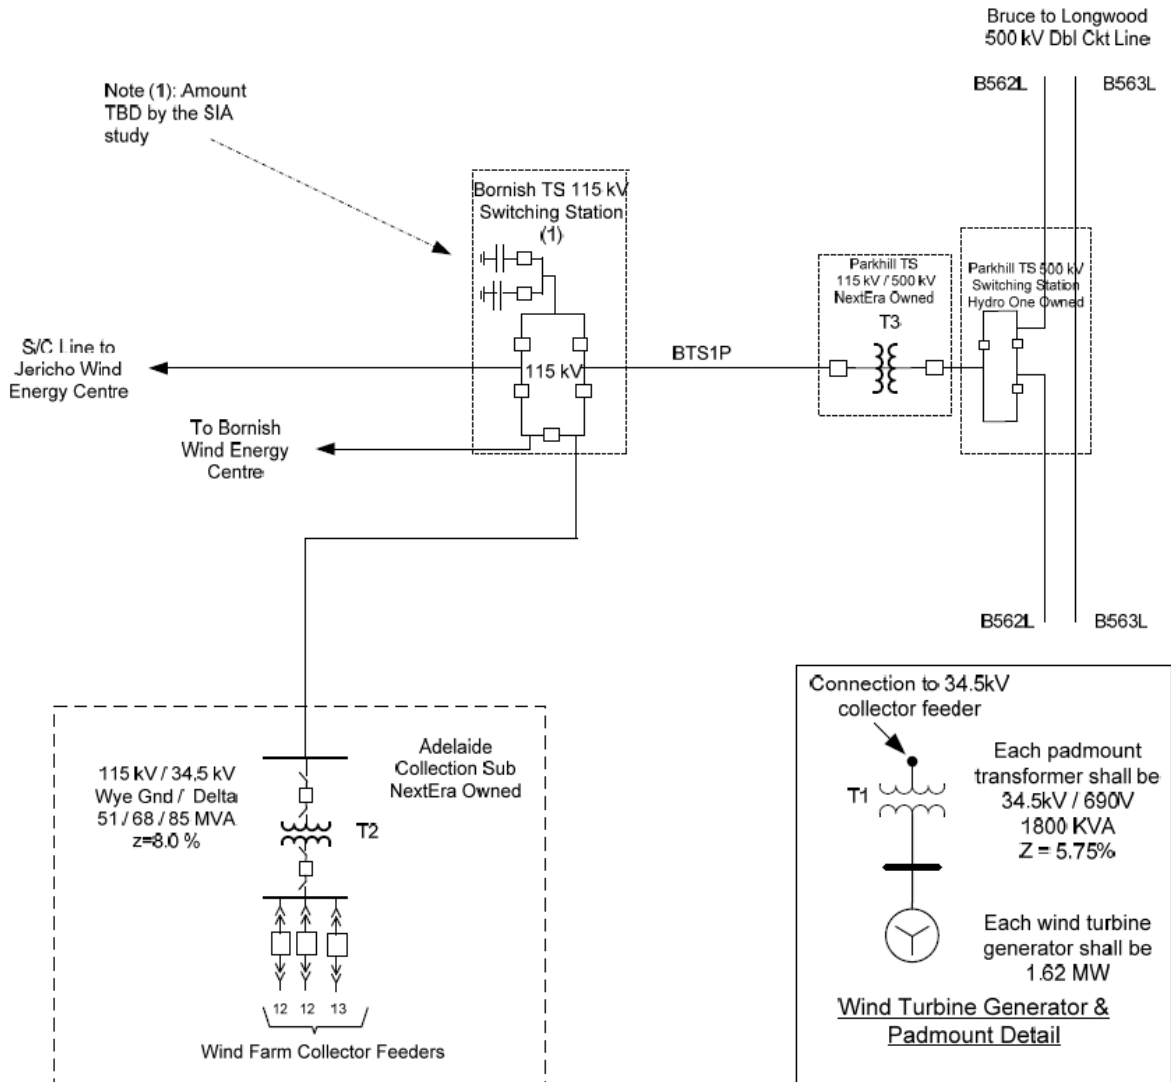 Bruce to Longwood
500 kV Dbl Ckt Line
B562L
B563L
Note (1): Amount
TBD by the SIA
study
Bornish TS 115 kV
Switching Station
(1)
Parkhill TS
115 kV / 500 kV
NextEra Owned
T3
Parkhill TS 500 kV
Switching Station
Hydro One Owned
S/C Line to
Jericho Wind
Energy Centre
115 kV
BTS1P
To Bornish
Wind Energy
Centre
B562L
B563L
115 kV / 34.5 kV
Wye Gnd / Delta
51 / 68 / 85 MVA
z=8.0 %
T2
Adelaide
Collection Sub
NextEra Owned
12 12 13
Wind Farm Collector Feeders
Connection to 34.5kV
collector feeder
T1
Each padmount
transformer shall be
34.5kV / 690V
1800 KVA
Z = 5.75%
Each wind turbine
generator shall be
1.62 MW
Wind Turbine Generator &
Padmount Detail